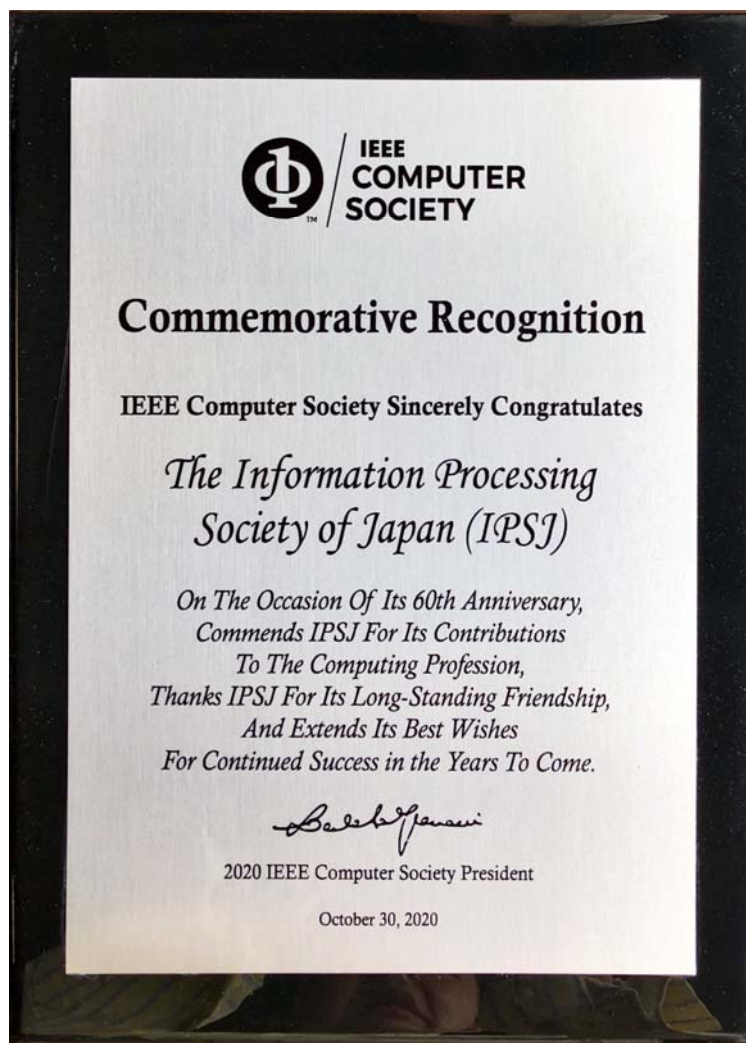 IEEE
COMPUTER
SOCIETY
TM
Commemorative Recognition
IEEE Computer Society Sincerely Congratulates
The Information Processing
Society of Japan (IPSJ)
On The Occasion Of Its 60th Anniversary,
Commends IPSJ For Its Contributions
To The Computing Profession,
Thanks IPSJ For Its Long-Standing Friendship,
And Extends Its Best Wishes
For Continued Success in the Years To Come.
2020 IEEE Computer Society President
October 30, 2020